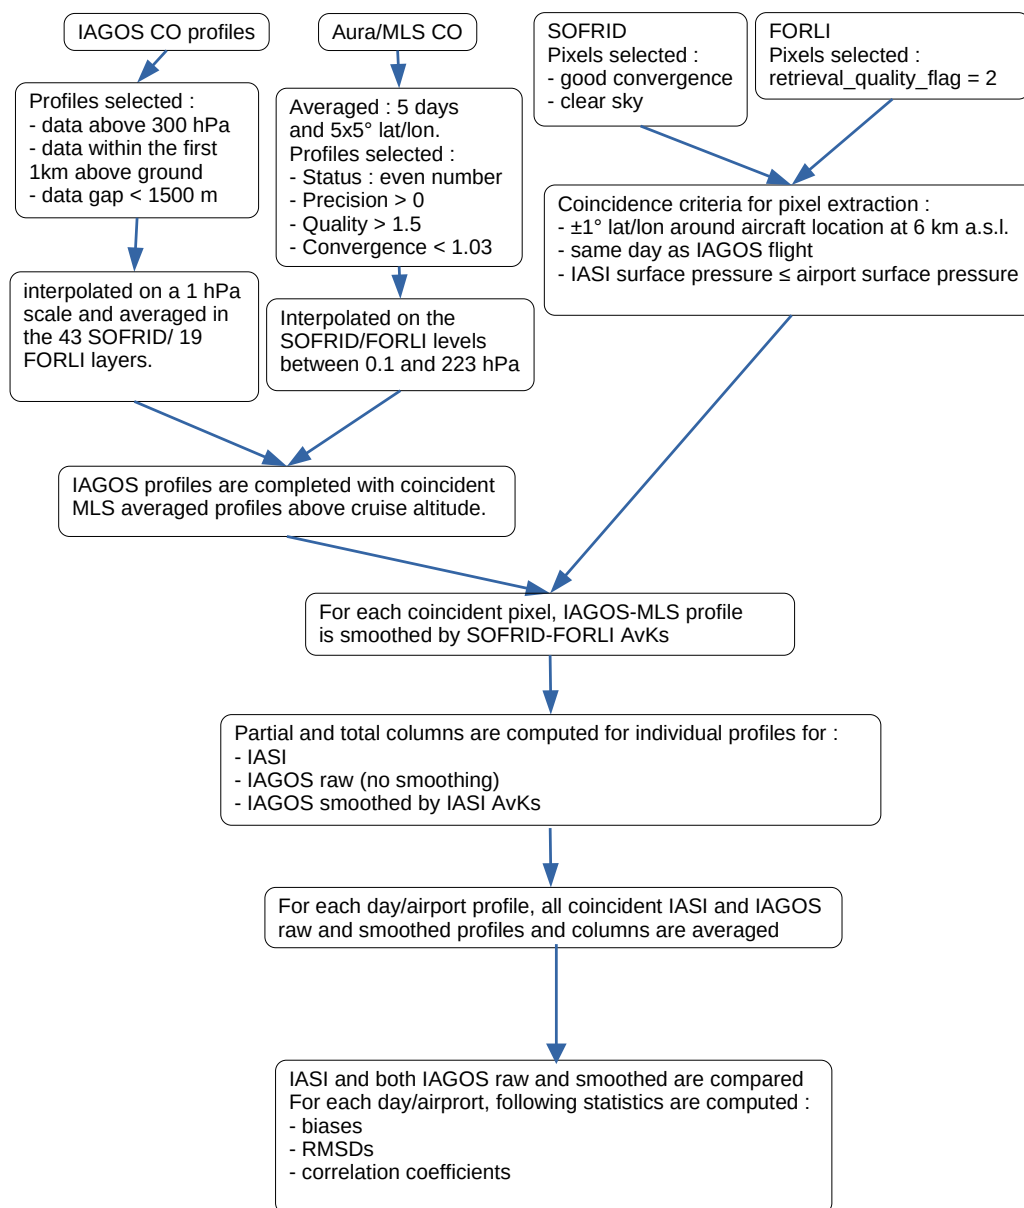 IAGOS CO profiles
Aura/MLS CO
SOFRID
Pixels selected :
- good convergence
- clear sky
FORLI
Pixels selected :
retrieval_quality_flag = 2
Profiles selected :
- data above 300 hPa
- data within the first
1km above ground
- data gap < 1500 m
Averaged : 5 days
and 5x5° lat/lon.
Profiles selected :
- Status : even number
- Precision > 0
- Quality > 1.5
- Convergence < 1.03
Coincidence criteria for pixel extraction :
- ±1° lat/lon around aircraft location at 6 km a.s.l.
- same day as IAGOS flight
- IASI surface pressure ≤ airport surface pressure
interpolated on a 1 hPa
scale and averaged in
the 43 SOFRID/ 19
FORLI layers.
Interpolated on the
SOFRID/FORLI levels
between 0.1 and 223 hPa
IAGOS profiles are completed with coincident
MLS averaged profiles above cruise altitude.
For each coincident pixel, IAGOS-MLS profile
is smoothed by SOFRID-FORLI AvKs
Partial and total columns are computed for individual profiles for :
- IASI
- IAGOS raw (no smoothing)
- IAGOS smoothed by IASI AvKs
For each day/airport profile, all coincident IASI and IAGOS
raw and smoothed profiles and columns are averaged
IASI and both IAGOS raw and smoothed are compared
For each day/airprort, following statistics are computed :
- biases
- RMSDs
- correlation coefficients